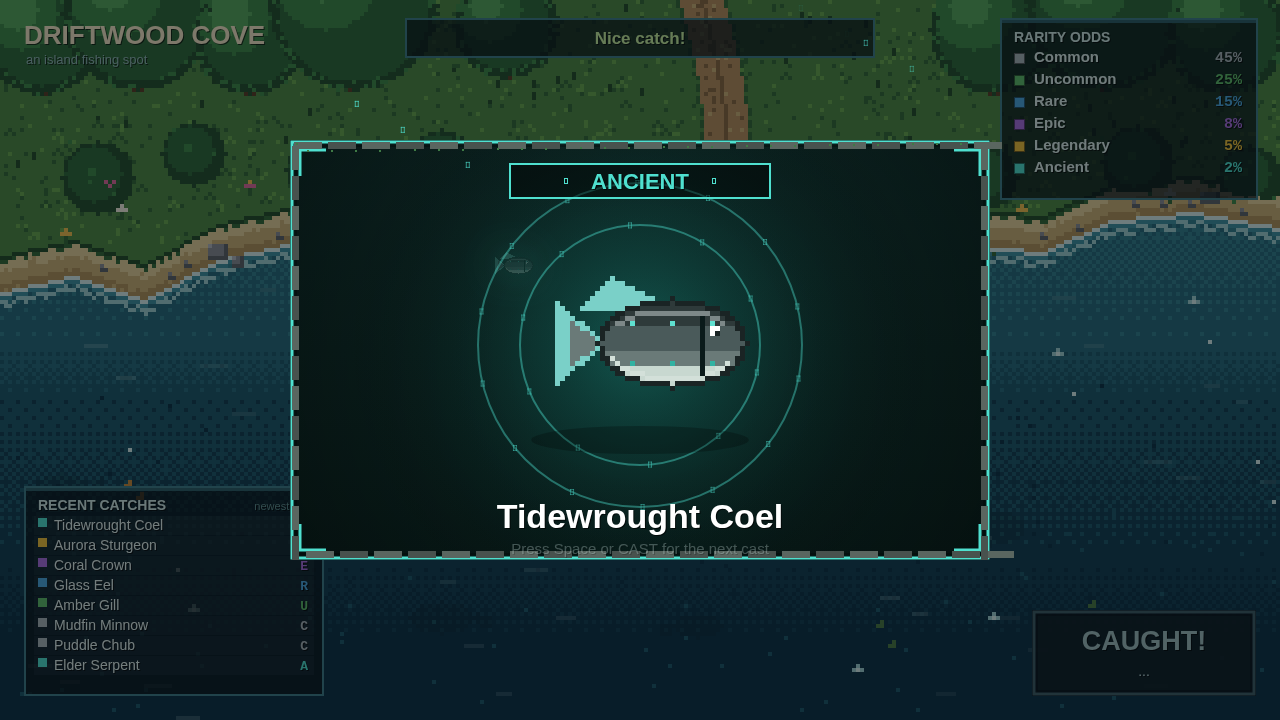 DRIFTWOOD COVE
an island fishing spot
Nice catch!
RARITY ODDS
Common 45%
Uncommon 25%
Rare 15%
Epic 8%
Legendary 5%
Ancient 2%
ANCIENT
Tidewrought Coel
Press Space or CAST for the next cast
RECENT CATCHES newest
Tidewrought Coel
Aurora Sturgeon
Coral Crown E
Glass Eel R
Amber Gill U
Mudfin Minnow C
Puddle Chub C
Elder Serpent A
CAUGHT!
...